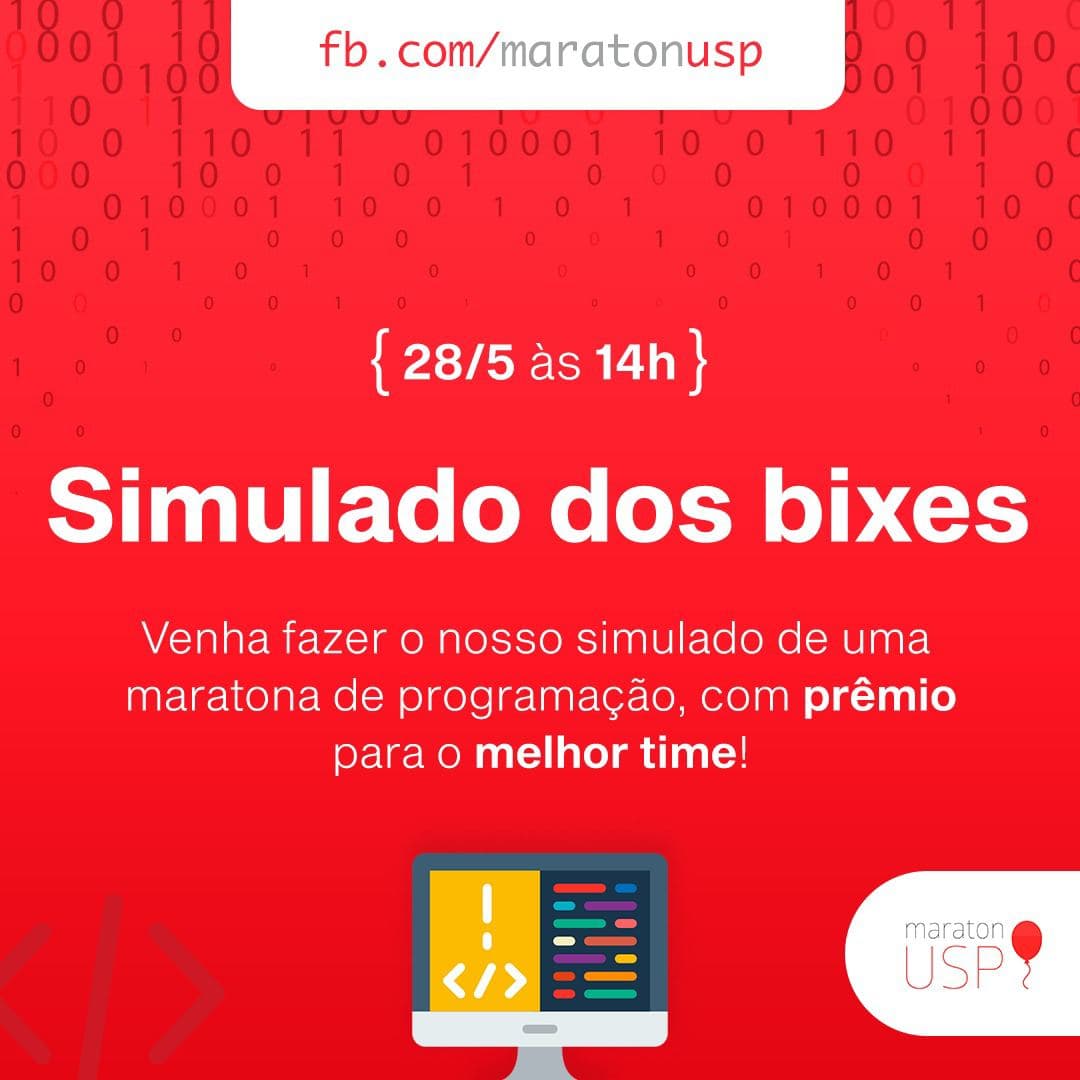 fb.com/maratonusp
{ 28/5 às 14h }
Simulado dos bixes
Venha fazer o nosso simulado de uma
maratona de programação, com prêmio
para o melhor time!
maraton
USP